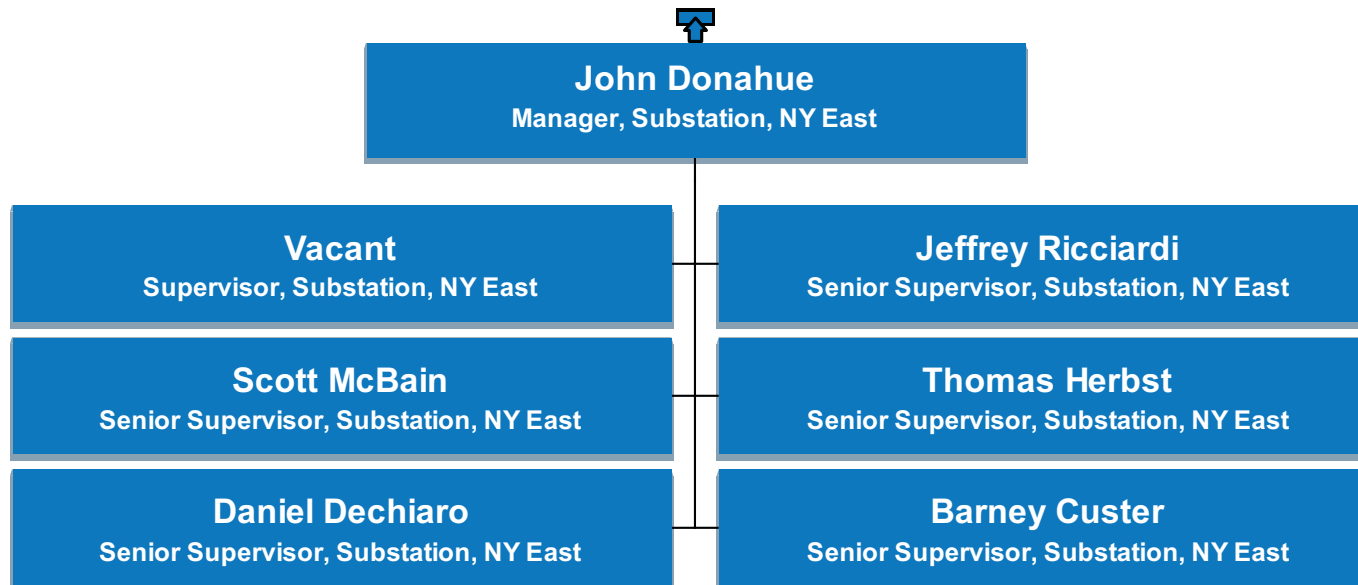 John Donahue
Manager, Substation, NY East
Vacant
Supervisor, Substation, NY East
Jeffrey Ricciardi
Senior Supervisor, Substation, NY East
Scott McBain
Senior Supervisor, Substation, NY East
Thomas Herbst
Senior Supervisor, Substation, NY East
Daniel Dechiaro
Senior Supervisor, Substation, NY East
Barney Custer
Senior Supervisor, Substation, NY East